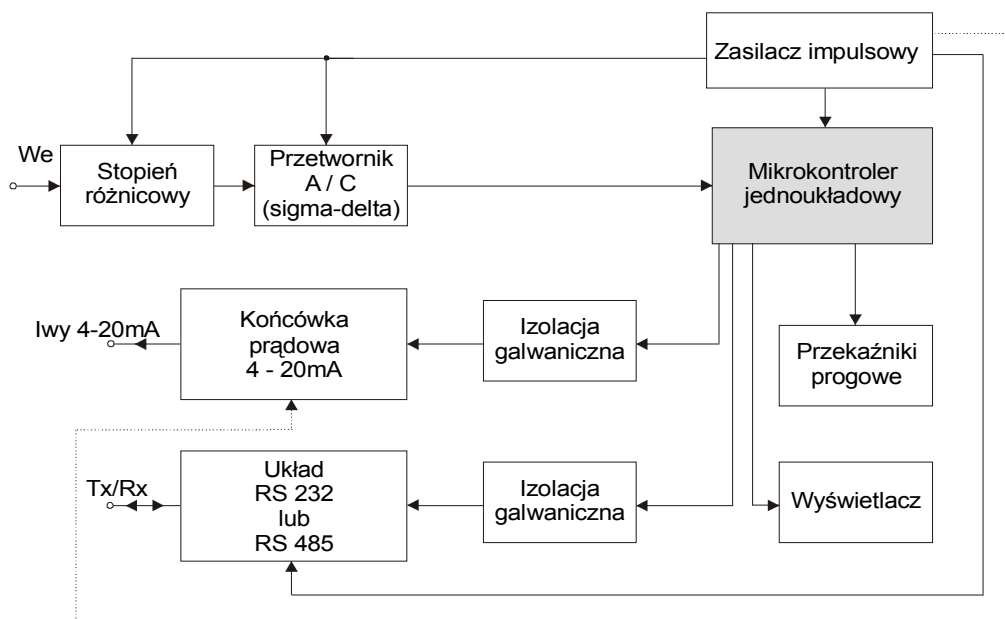 Zasilacz impulsowy
We
Stopień
różnicowy
Przetwornik
A / C
(sigma-delta)
Mikrokontroler
jednoukładowy
Iwy 4-20mA
Końcówka
prądowa
4 - 20mA
Izolacja
galwaniczna
Przekaźniki
progowe
Tx/Rx
Układ
RS 232
lub
RS 485
Izolacja
galwaniczna
Wyświetlacz